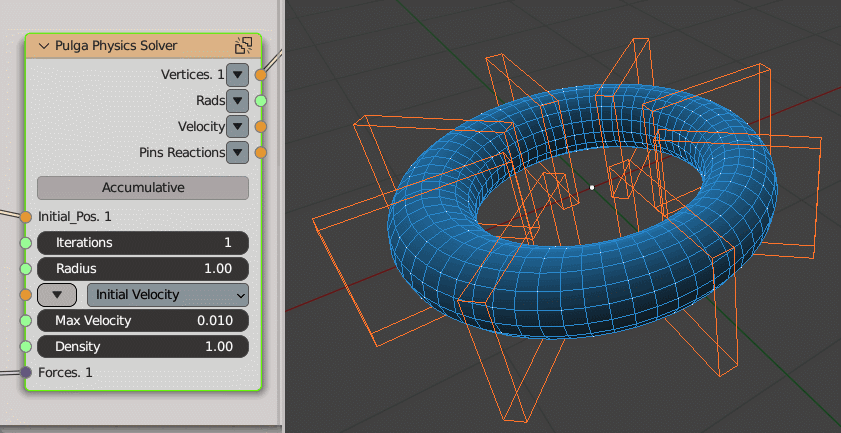 Pulga Physics Solver
Vertices. 1
Rads
Velocity
Pins Reactions
Accumulative
Initial_Pos. 1
Iterations 1
Radius 1.00
Initial Velocity
Max Velocity 0.010
Density 1.00
Forces. 1